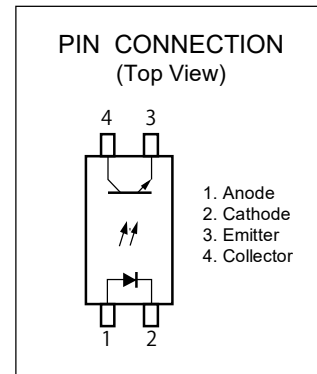 PIN CONNECTION
(Top View)
4 3
1. Anode
2. Cathode
3. Emitter
4. Collector
1 2